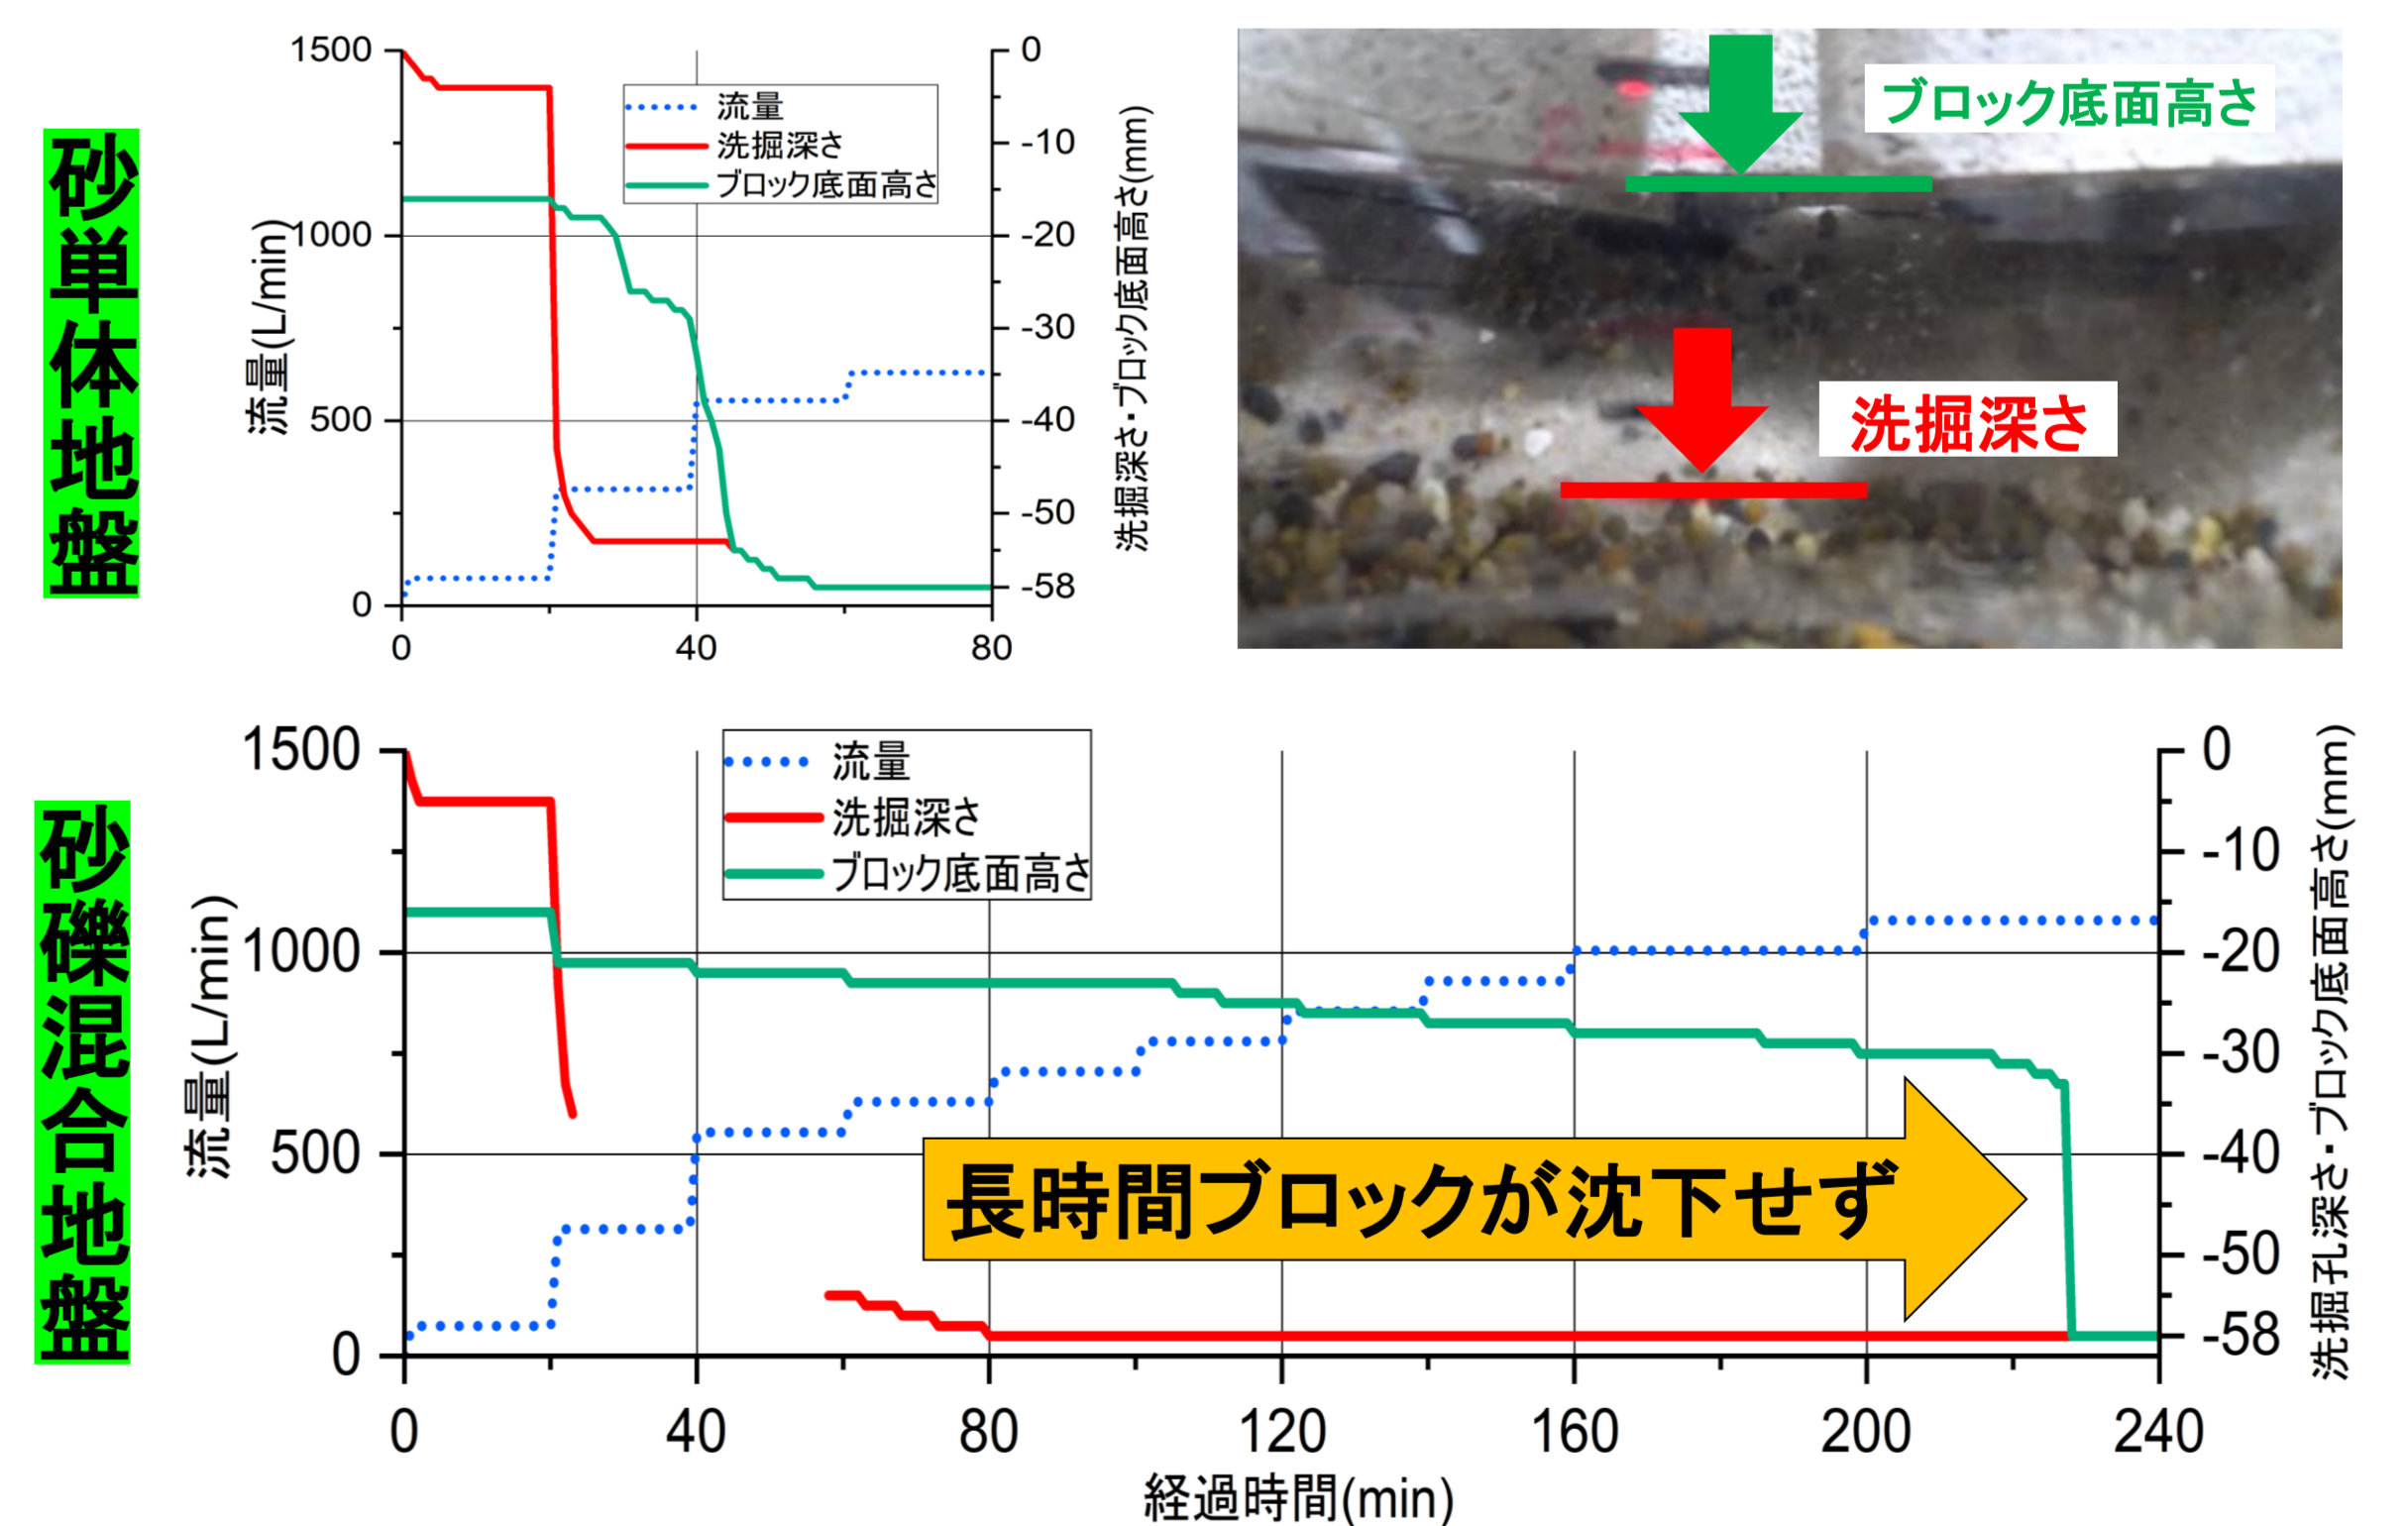 砂単体地盤
1500
1000
500
0
流量(L/min)
流量
洗掘深さ
ブロック底面高さ
0
-10
-20
-30
-40
-50
-58
洗掘深さ・ブロック底面高さ(mm)
0 40 80
ブロック底面高さ
洗掘深さ
砂礫混合地盤
1500
1000
500
0
流量(L/min)
流量
洗掘深さ
ブロック底面高さ
長時間ブロックが沈下せず
0
-10
-20
-30
-40
-50
-58
洗掘孔深さ・ブロック底面高さ(mm)
0 40 80 120 160 200 240
経過時間(min)